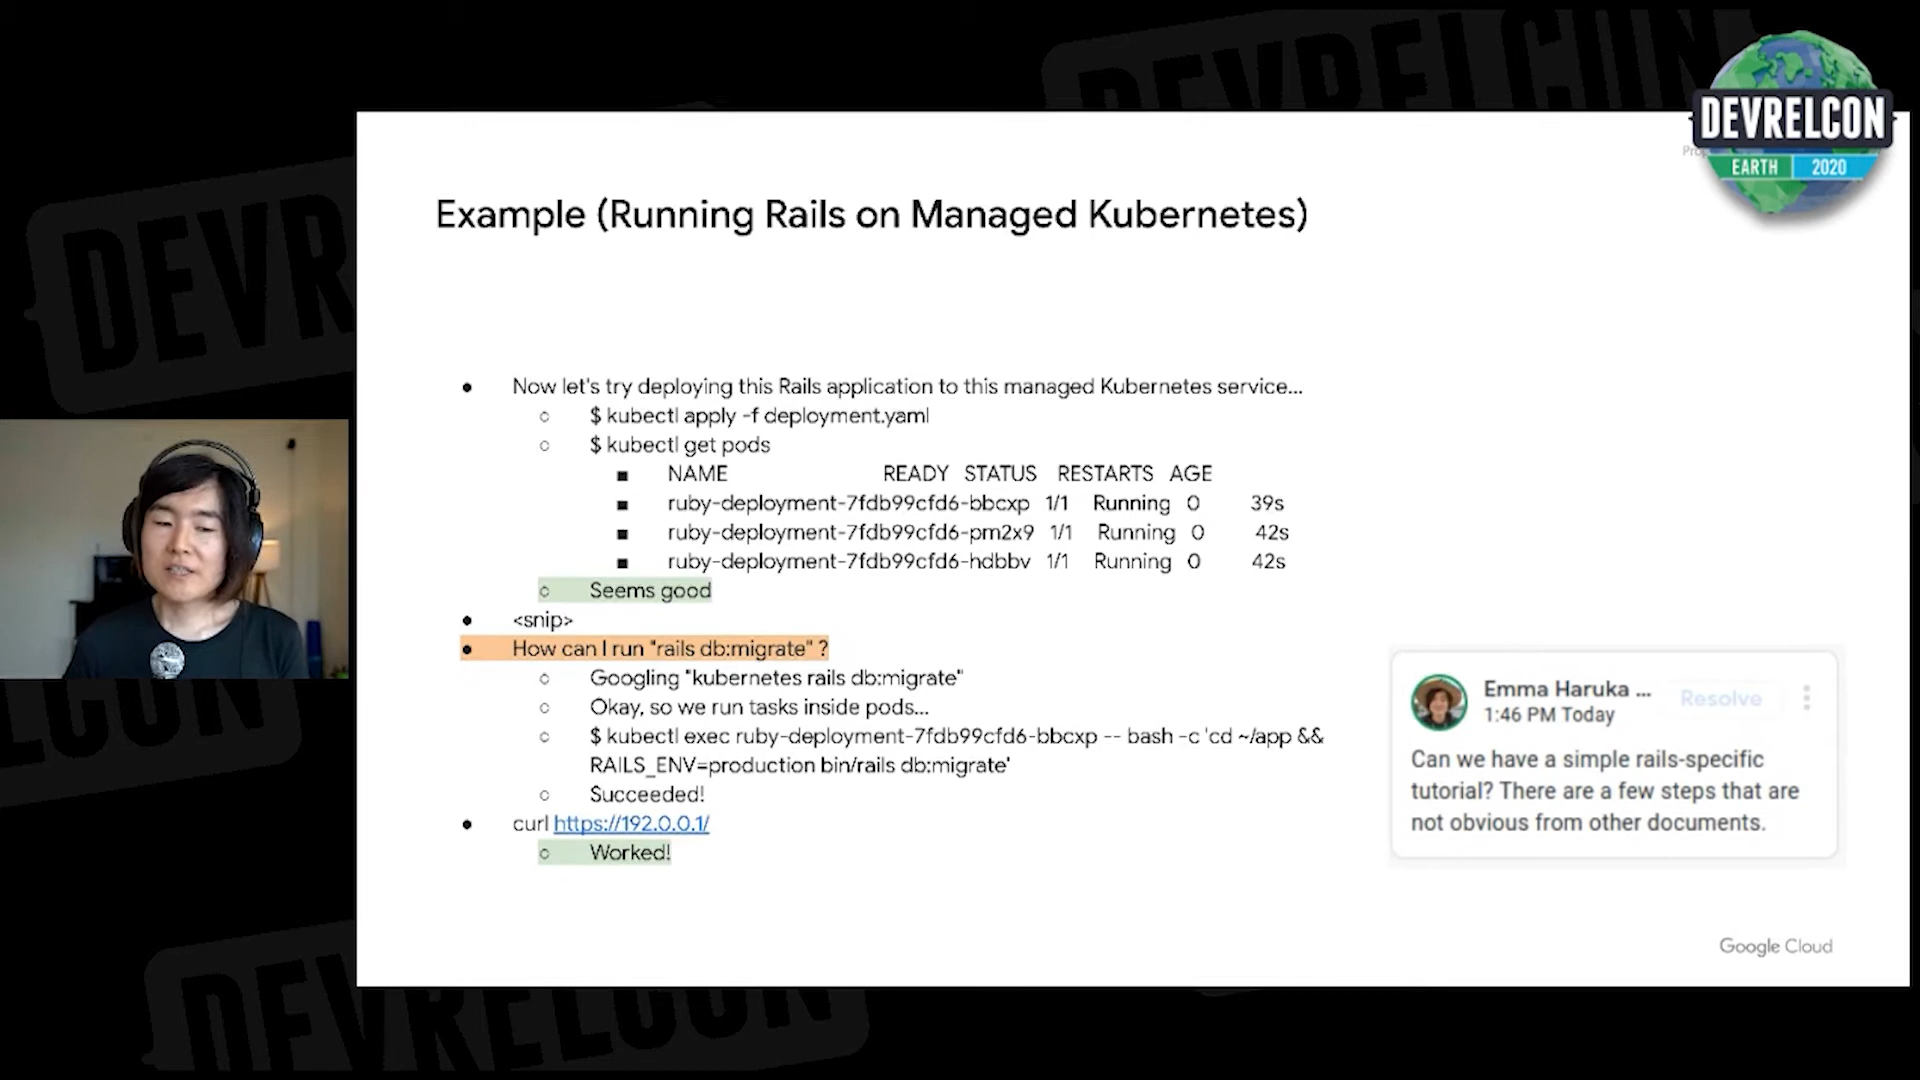 DEVRELCON
EARTH 2020
Example (Running Rails on Managed Kubernetes)
● Now let's try deploying this Rails application to this managed Kubernetes service...
○ $ kubectl apply -f deployment.yaml
○ $ kubectl get pods
■ NAME READY STATUS RESTARTS AGE
■ ruby-deployment-7fdb99cfd6-bbcxp 1/1 Running 0 39s
■ ruby-deployment-7fdb99cfd6-pm2x9 1/1 Running 0 42s
■ ruby-deployment-7fdb99cfd6-hdbbv 1/1 Running 0 42s
○ Seems good
● <snip>
● How can I run "rails db:migrate" ?
○ Googling "kubernetes rails db:migrate"
○ Okay, so we run tasks inside pods...
○ $ kubectl exec ruby-deployment-7fdb99cfd6-bbcxp -- bash -c 'cd ~/app &&
RAILS_ENV=production bin/rails db:migrate'
○ Succeeded!
● curl https://192.0.0.1/
○ Worked!
Emma Haruka ...
Resolve
1:46 PM Today
Can we have a simple rails-specific
tutorial? There are a few steps that are
not obvious from other documents.
Google Cloud
DEVRELCON
DEVR
LCON
DEVRELCON